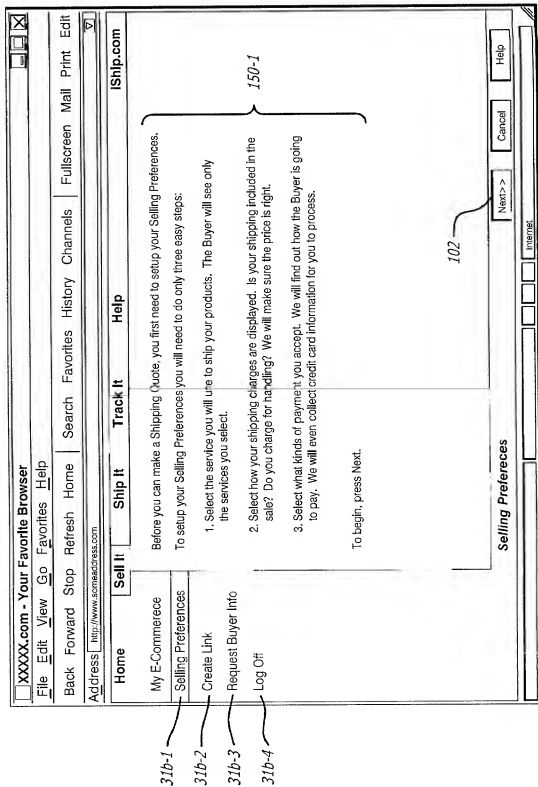 XXXXX.com - Your Favorite Browser
File Edit View Go Favorites Help
Back Forward Stop Refresh Home Search Favorites History Channels Fullscreen Mail Print Edit
Address http://www.someaddress.com
Home Sell It Ship It Track It Help iShip.com
My E-Commerece
Selling Preferences
Create Link
Request Buyer Info
Log Off
31b-1
31b-2
31b-3
31b-4
Before you can make a Shipping Quote, you first need to setup your Selling Preferences.
To setup your Selling Preferences you will need to do only three easy steps:
1. Select the service you will use to ship your products. The Buyer will see only
the services you select.
2. Select how your shipping charges are displayed. Is your shipping included in the
sale? Do you charge for handling? We will make sure the price is right.
3. Select what kinds of payment you accept. We will find out how the Buyer is going
to pay. We will even collect credit card information for you to process.
To begin, press Next.
150-1
102
Selling Prefereces
Next>> Cancel Help
Internet